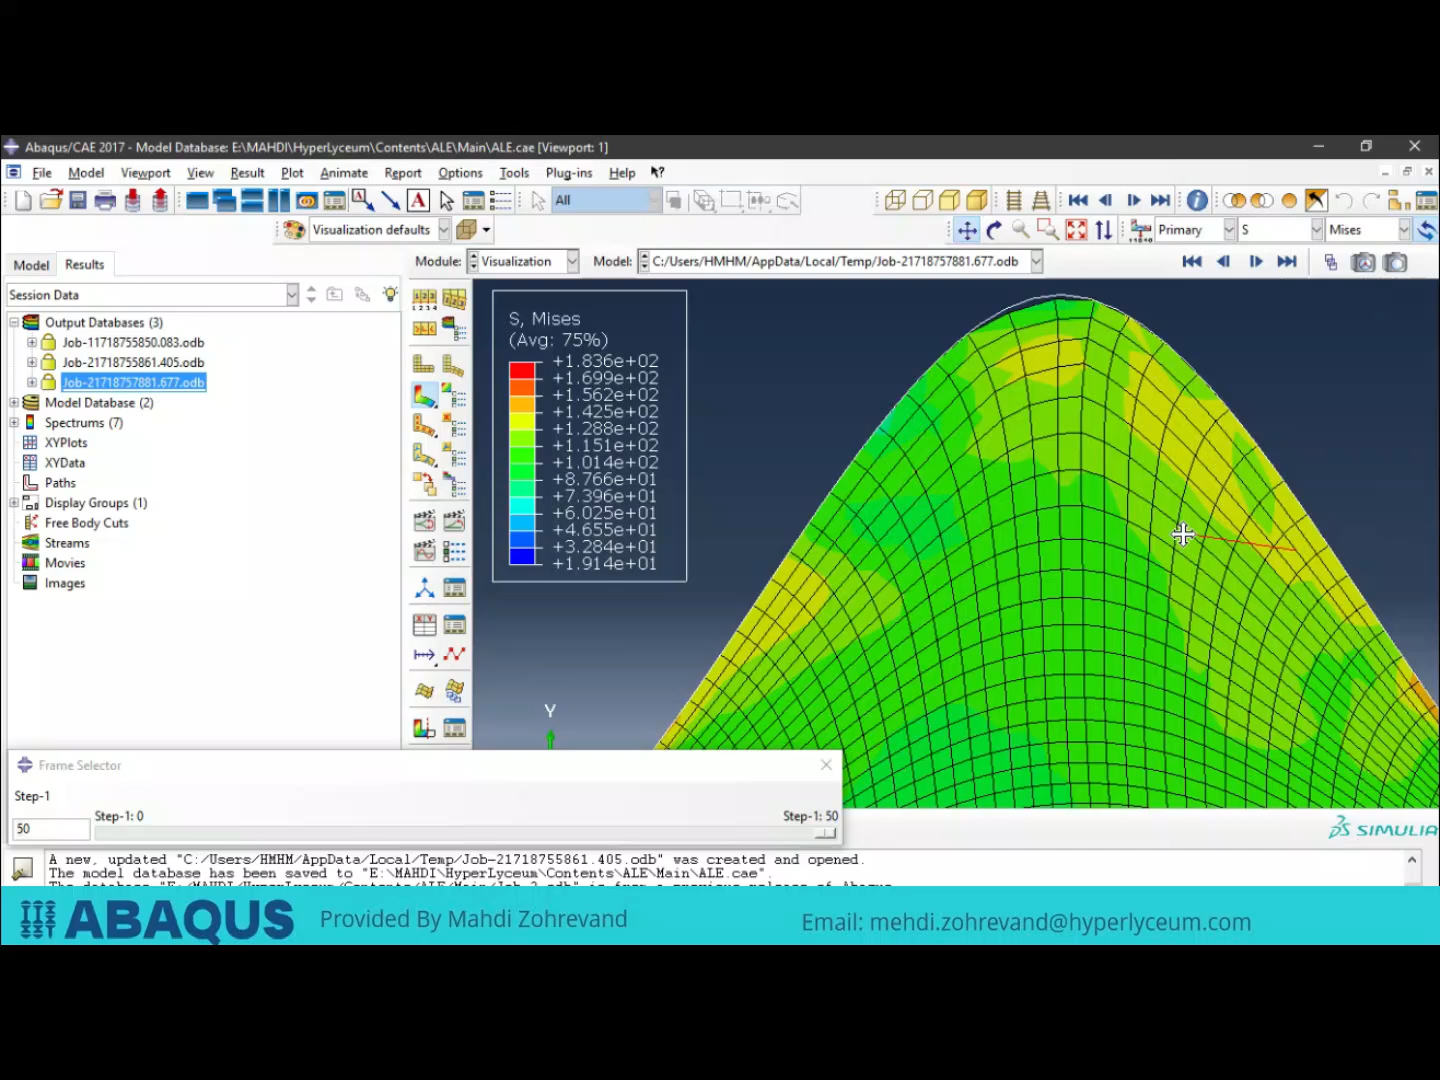 Abaqus/CAE 2017 - Model Database: E:\MAHDI\HyperLyceum\Contents\ALE\Main\ALE.cae [Viewport: 1]
File Model Viewport View Result Plot Animate Report Options Tools Plug-ins Help
All
Visualization defaults
Primary S Mises
Model Results
Module: Visualization Model: C:/Users/HMHM/AppData/Local/Temp/Job-21718757881.677.odb
Session Data
Output Databases (3)
Job-11718755850.083.odb
Job-21718755861.405.odb
Job-21718757881.677.odb
Model Database (2)
Spectrums (7)
XYPlots
XYData
Paths
Display Groups (1)
Free Body Cuts
Streams
Movies
Images
S, Mises
(Avg: 75%)
+1.836e+02
+1.699e+02
+1.562e+02
+1.425e+02
+1.288e+02
+1.151e+02
+1.014e+02
+8.766e+01
+7.396e+01
+6.025e+01
+4.655e+01
+3.284e+01
+1.914e+01
Y
Frame Selector
Step-1
Step-1: 0 Step-1: 50
50
SIMULIA
A new, updated "C:/Users/HMHM/AppData/Local/Temp/Job-21718755861.405.odb" was created and opened.
The model database has been saved to "E:\MAHDI\HyperLyceum\Contents\ALE\Main\ALE.cae".
ABAQUS Provided By Mahdi Zohrevand Email: mehdi.zohrevand@hyperlyceum.com